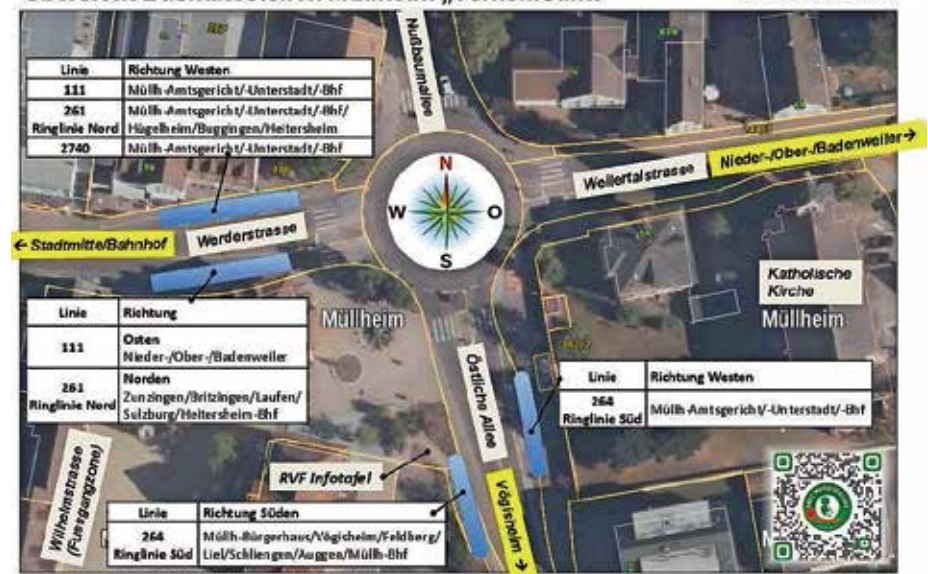 Nußbaumallee
Linie Richtung Westen
111 Müllh-Amtsgericht/-Unterstadt/-Bhf
261 Müllh-Amtsgericht/-Unterstadt/-Bhf/
Ringlinie Nord Hügelheim/Buggingen/Heitersheim
2740 Müllh-Amtsgericht/-Unterstadt/-Bhf
N
W
O
S
Weilertalstrasse
Nieder-/Ober-/Badenweiler→
←Stadtmitte/Bahnhof
Werderstrasse
Katholische
Kirche
Müllheim
Müllheim
Linie Richtung
111 Osten
Nieder-/Ober-/Badenweiler
261 Norden
Ringlinie Nord Zunzingen/Britzingen/Laufen/
Sulzburg/Heitersheim-Bhf
Östliche Allee
Linie Richtung Westen
264 Müllh-Amtsgericht/-Unterstadt/-Bhf
Ringlinie Süd
Wilhelmstrasse
(Fussgangzone)
RVF Infotafel
Vögisheim →
Linie Richtung Süden
264 Müllh-Bürgerhaus/Vögisheim/Feldberg/
Ringlinie Süd Liel/Schliengen/Auggen/Müllh-Bhf